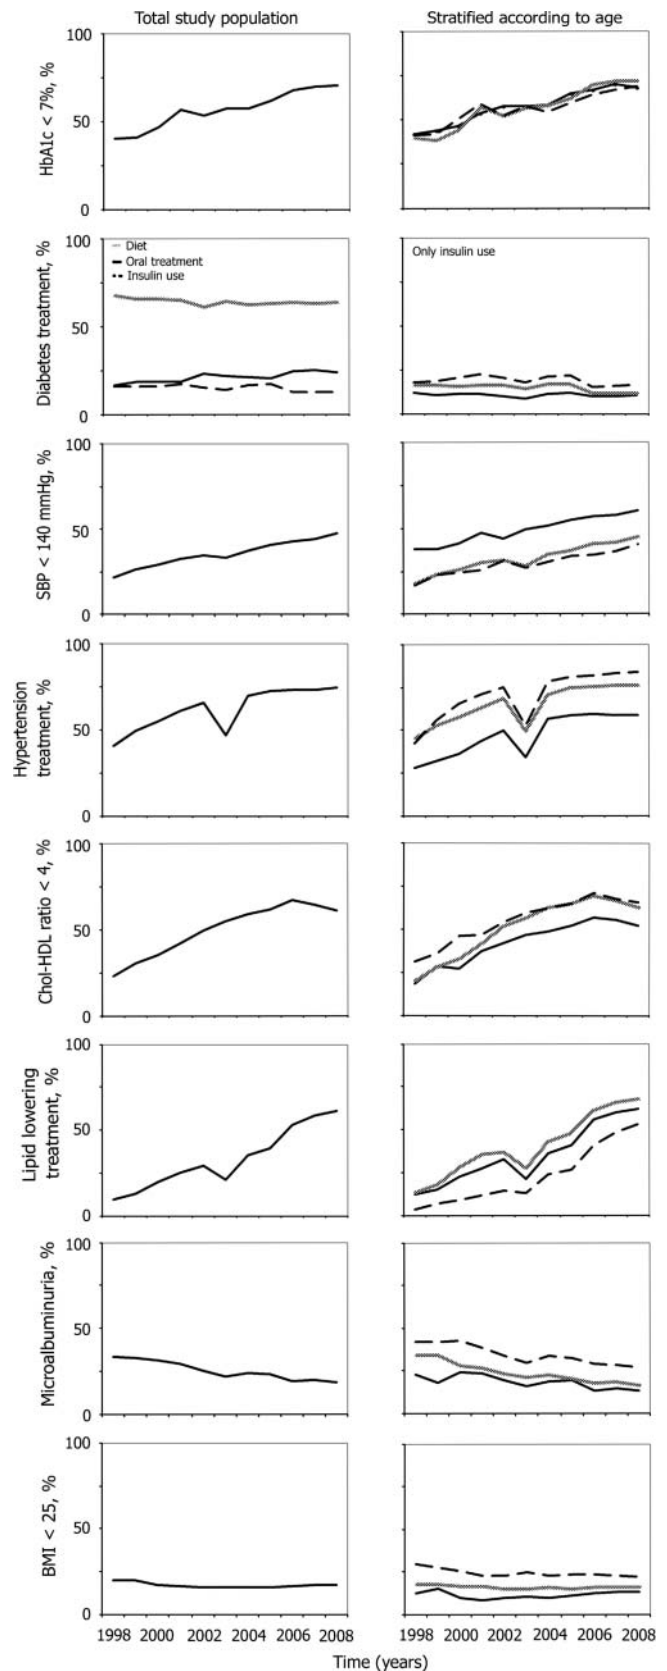 Total study population
Stratified according to age
HbA1c < 7%, %
100
50
0
Diabetes treatment, %
100
50
0
Diet
Oral treatment
Insulin use
Only insulin use
SBP < 140 mmHg, %
100
50
0
Hypertension
treatment, %
100
50
0
Chol-HDL ratio < 4, %
100
50
0
Lipid lowering
treatment, %
100
50
0
Microalbuminuria, %
100
50
0
BMI < 25, %
100
50
0
1998 2000 2002 2004 2006 2008
1998 2000 2002 2004 2006 2008
Time (years)